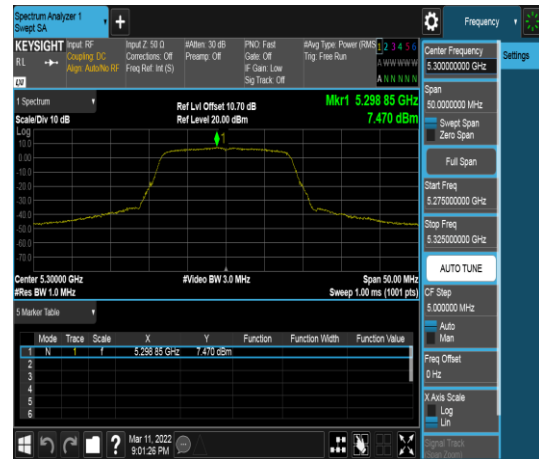 Spectrum Analyzer 1
Swept SA
+
Frequency
KEYSIGHT Input: RF
RL
Coupling: DC
Align: Auto/No RF
Input Z: 50 Ω
Corrections: Off
Freq Ref: Int (S)
#Atten: 30 dB
Preamp: Off
PNO: Fast
Gate: Off
IF Gain: Low
Sig Track: Off
#Avg Type: Power (RMS)
Trig: Free Run
1 2 3 4 5 6
A WW WW W
A N N N N N
LXI
Center Frequency
5.300000000 GHz
Settings
Span
50.0000000 MHz
Swept Span
Zero Span
Full Span
Start Freq
5.275000000 GHz
Stop Freq
5.325000000 GHz
AUTO TUNE
CF Step
5.000000 MHz
Auto
Man
Freq Offset
0 Hz
X Axis Scale
Log
Lin
Signal Track
(Span Zoom)
1 Spectrum
Scale/Div 10 dB
Ref Lvl Offset 10.70 dB
Ref Level 20.00 dBm
Mkr1 5.298 85 GHz
7.470 dBm
Log
10.0
0.00
-10.0
-20.0
-30.0
-40.0
-50.0
-60.0
-70.0
1
Center 5.30000 GHz
#Res BW 1.0 MHz
#Video BW 3.0 MHz
Span 50.00 MHz
Sweep 1.00 ms (1001 pts)
5 Marker Table
Mode Trace Scale X Y Function Function Width Function Value
1 N 1 f 5.298 85 GHz 7.470 dBm
2
3
4
5
6
? Mar 11, 2022
9:01:26 PM